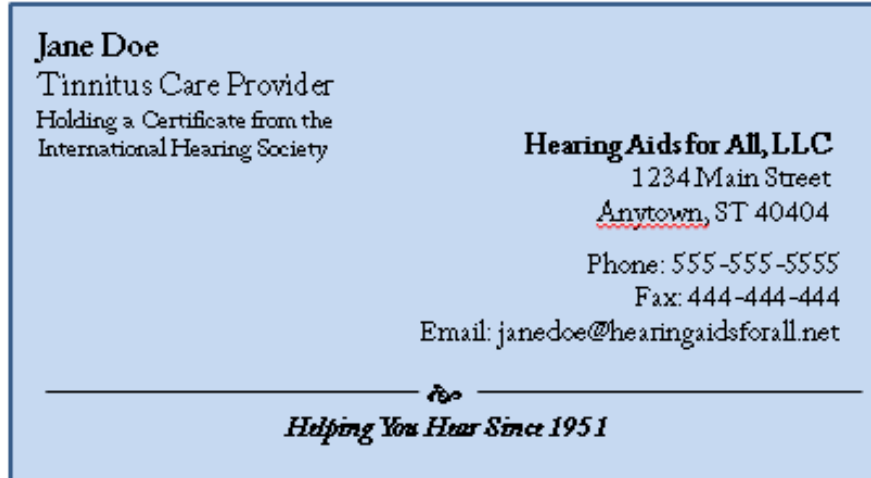 Jane Doe
Tinnitus Care Provider
Holding a Certificate from the
International Hearing Society
Hearing Aids for All, LLC
1234 Main Street
Anytown, ST 40404
Phone: 555-555-5555
Fax: 444-444-444
Email: janedoe@hearingaidsforall.net
Helping You Hear Since 1951